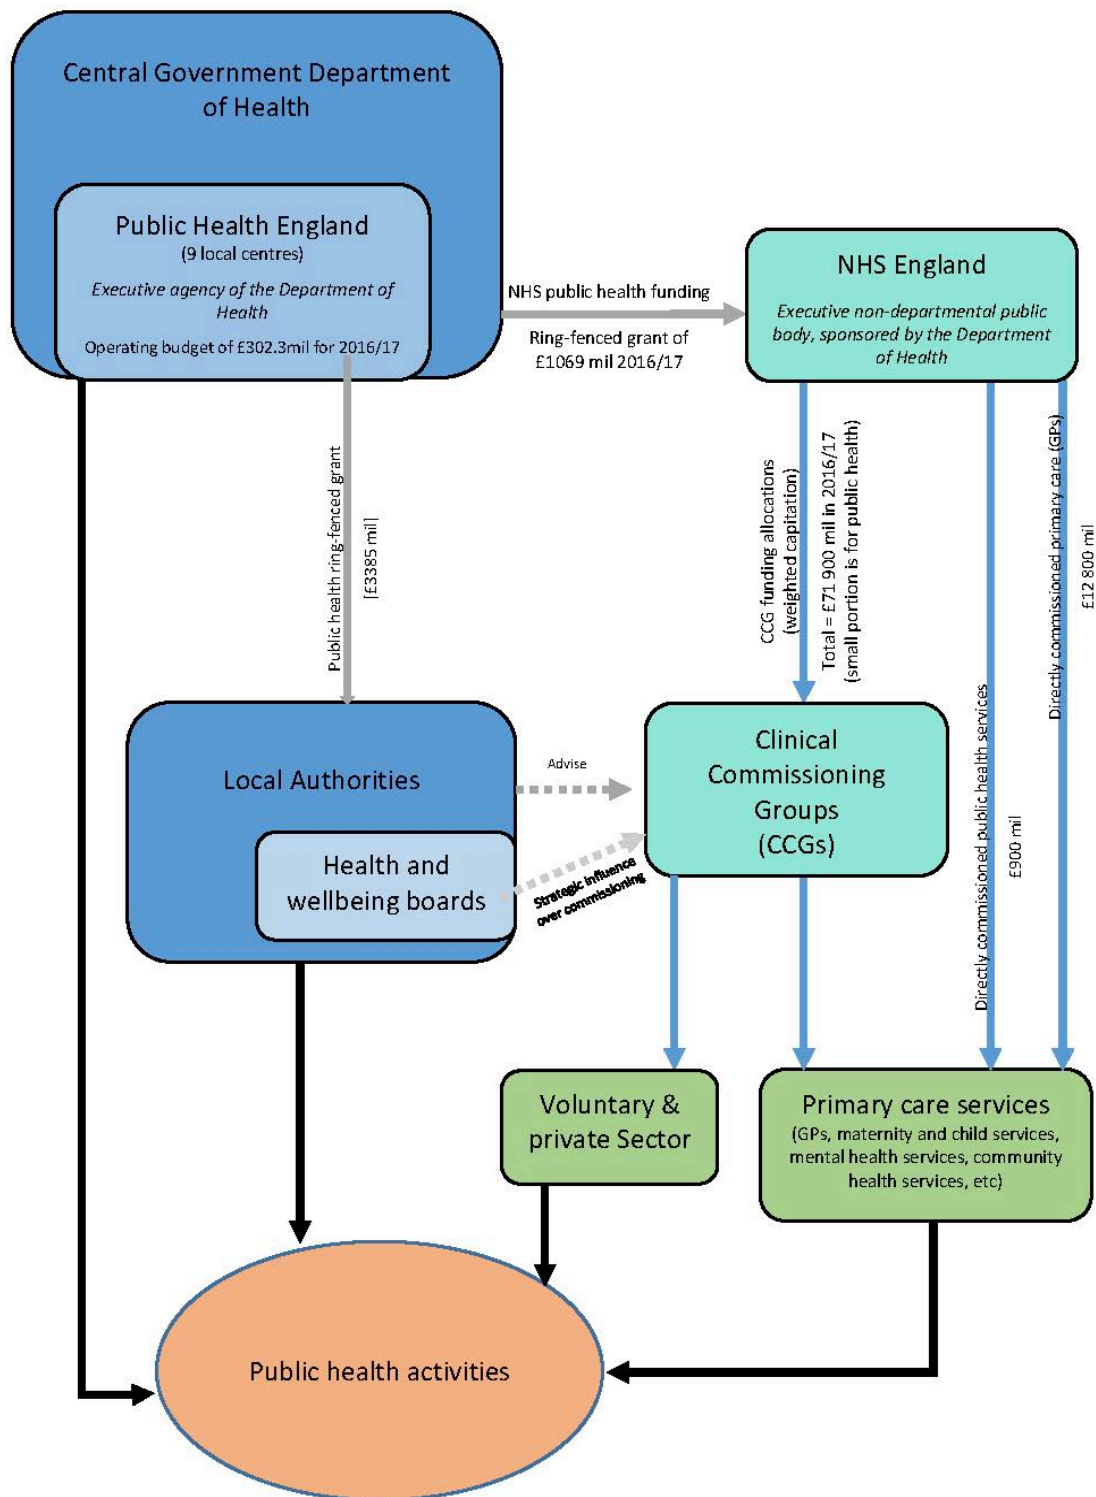 Central Government Department
of Health
Public Health England
(9 local centres)
Executive agency of the Department of
Health
Operating budget of £302.3mil for 2016/17
NHS public health funding
Ring-fenced grant of
£1069 mil 2016/17
NHS England
Executive non-departmental public
body, sponsored by the Department
of Health
Public health ring-fenced grant
[£3385 mil]
CCG funding allocations
(weighted capitation)
Total = £71 900 mil in 2016/17
(small portion is for public health)
Directly commissioned public health services
£900 mil
Directly commissioned primary care (GPs)
£12 800 mil
Local Authorities
Health and
wellbeing boards
Advise
Strategic influence
over commissioning
Clinical
Commissioning
Groups
(CCGs)
Voluntary &
private Sector
Primary care services
(GPs, maternity and child services,
mental health services, community
health services, etc)
Public health activities